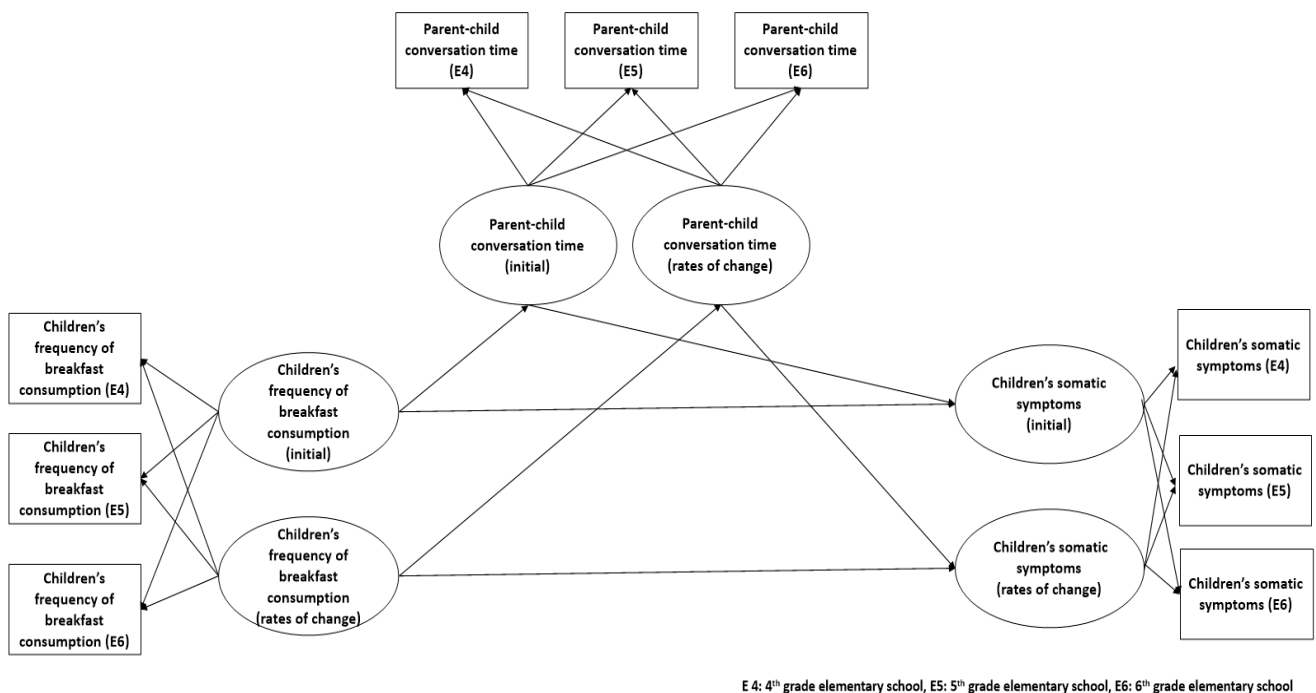 Parent-child
conversation time
(E4)
Parent-child
conversation time
(E5)
Parent-child
conversation time
(E6)
Parent-child
conversation time
(initial)
Parent-child
conversation time
(rates of change)
Children's
frequency of
breakfast
consumption (E4)
Children's
frequency of
breakfast
consumption (E5)
Children's
frequency of
breakfast
consumption (E6)
Children's
frequency of
breakfast
consumption
(initial)
Children's
frequency of
breakfast
consumption
(rates of change)
Children's somatic
symptoms
(initial)
Children's somatic
symptoms
(rates of change)
Children's somatic
symptoms (E4)
Children's somatic
symptoms (E5)
Children's somatic
symptoms (E6)
E 4: 4th grade elementary school, E5: 5th grade elementary school, E6: 6th grade elementary school